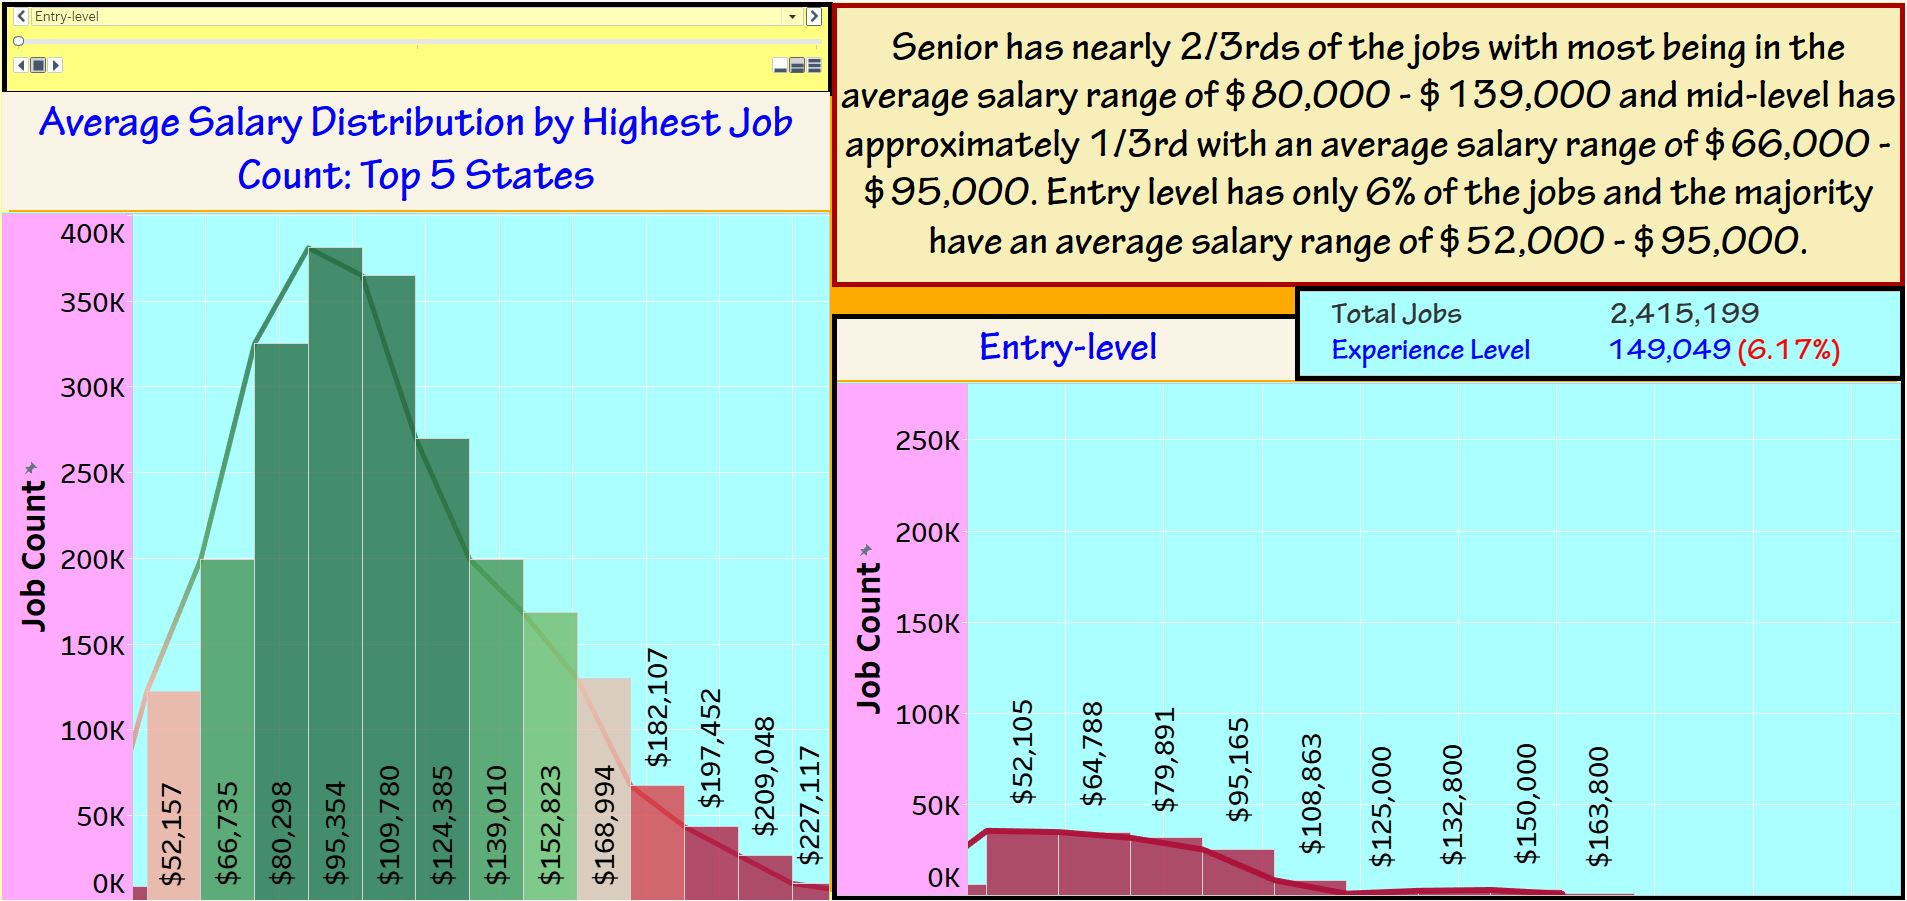 Entry-level
Average Salary Distribution by Highest Job
Count: Top 5 States
400K
350K
300K
250K
200K
150K
100K
50K
0K
Job Count
$52,157
$66,735
$80,298
$95,354
$109,780
$124,385
$139,010
$152,823
$168,994
$182,107
$197,452
$209,048
$227,117
Senior has nearly 2/3rds of the jobs with most being in the
average salary range of $80,000 - $139,000 and mid-level has
approximately 1/3rd with an average salary range of $66,000 -
$95,000. Entry level has only 6% of the jobs and the majority
have an average salary range of $52,000 - $95,000.
Total Jobs 2,415,199
Experience Level 149,049 (6.17%)
Entry-level
250K
200K
150K
100K
50K
0K
Job Count
$52,105
$64,788
$79,891
$95,165
$108,863
$125,000
$132,800
$150,000
$163,800